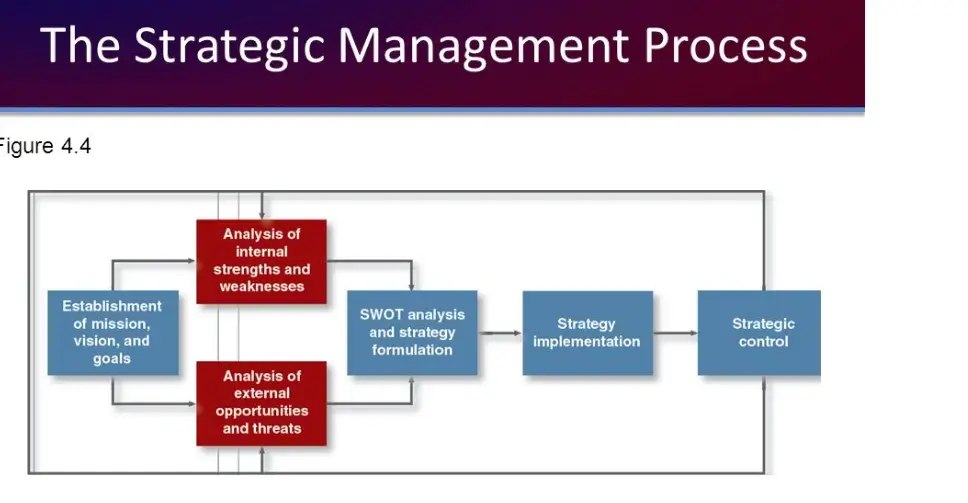 The Strategic Management Process
Figure 4.4
Analysis of
internal
strengths and
weaknesses
Establishment
of mission,
vision, and
goals
SWOT analysis
and strategy
formulation
Strategy
implementation
Strategic
control
Analysis of
external
opportunities
and threats